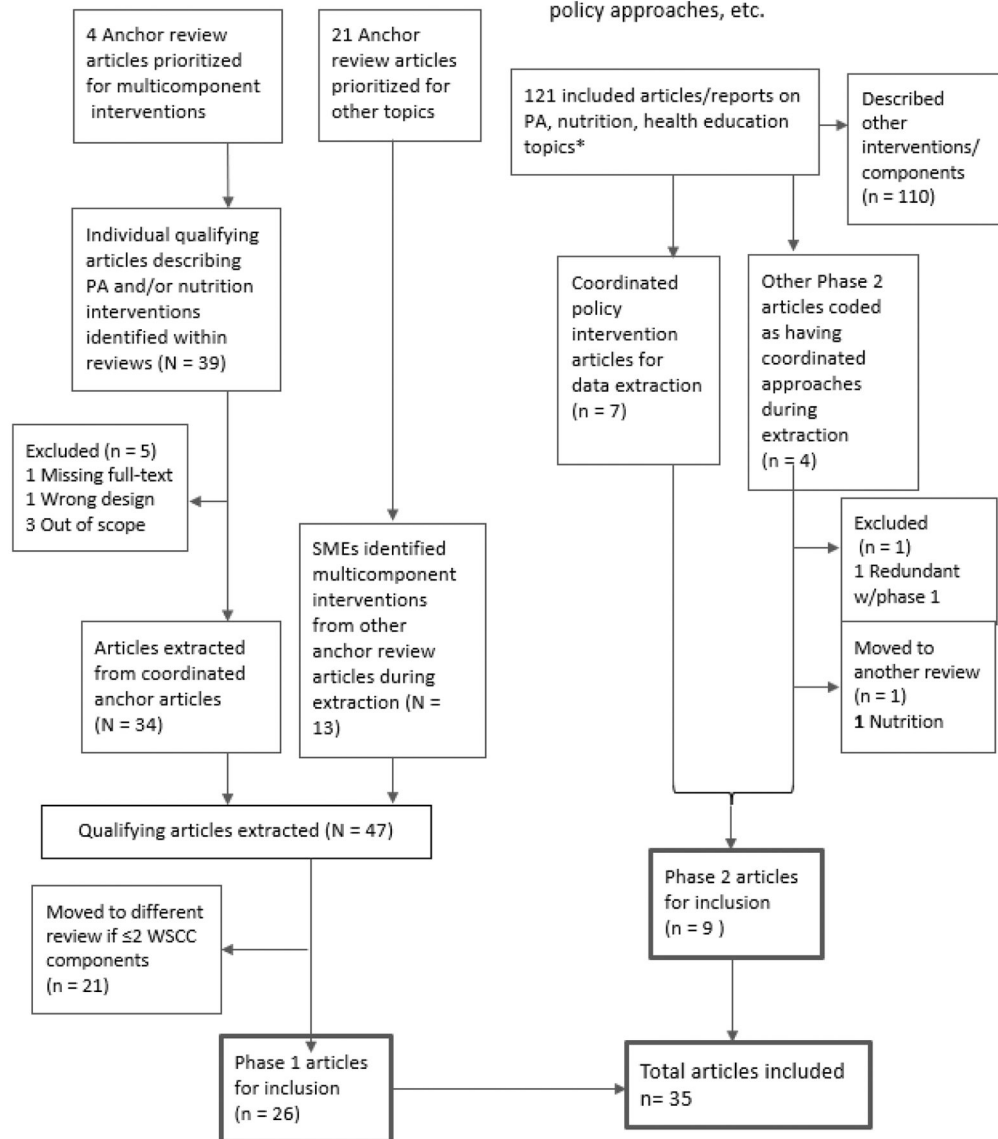 policy approaches, etc.
4 Anchor review
articles prioritized
for multicomponent
interventions
21 Anchor
review articles
prioritized for
other topics
121 included articles/reports on
PA, nutrition, health education
topics*
Described
other
interventions/
components
(n = 110)
Individual qualifying
articles describing
PA and/or nutrition
interventions
identified within
reviews (N = 39)
Coordinated
policy
intervention
articles for
data extraction
(n = 7)
Other Phase 2
articles coded
as having
coordinated
approaches
during
extraction
(n = 4)
Excluded (n = 5)
1 Missing full-text
1 Wrong design
3 Out of scope
Excluded
(n = 1)
1 Redundant
w/phase 1
SMEs identified
multicomponent
interventions
from other
anchor review
articles during
extraction (N =
13)
Articles extracted
from coordinated
anchor articles
(N = 34)
Moved to
another review
(n = 1)
1 Nutrition
Qualifying articles extracted (N = 47)
Phase 2 articles
for inclusion
(n = 9 )
Moved to different
review if ≤2 WSCC
components
(n = 21)
Phase 1 articles
for inclusion
(n = 26)
Total articles included
n= 35